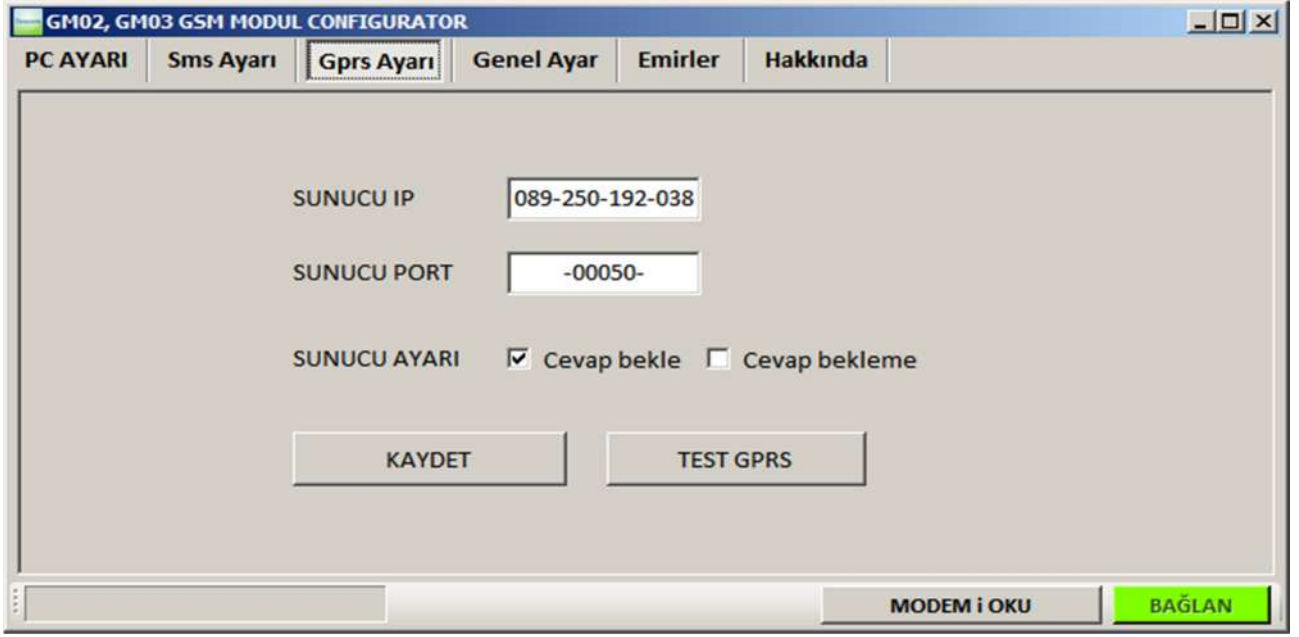 GM02, GM03 GSM MODUL CONFIGURATOR
PC AYARI Sms Ayarı Gprs Ayarı Genel Ayar Emirler Hakkında
SUNUCU IP 089-250-192-038
SUNUCU PORT -00050-
SUNUCU AYARI Cevap bekle Cevap bekleme
KAYDET TEST GPRS
MODEM i OKU BAĞLAN